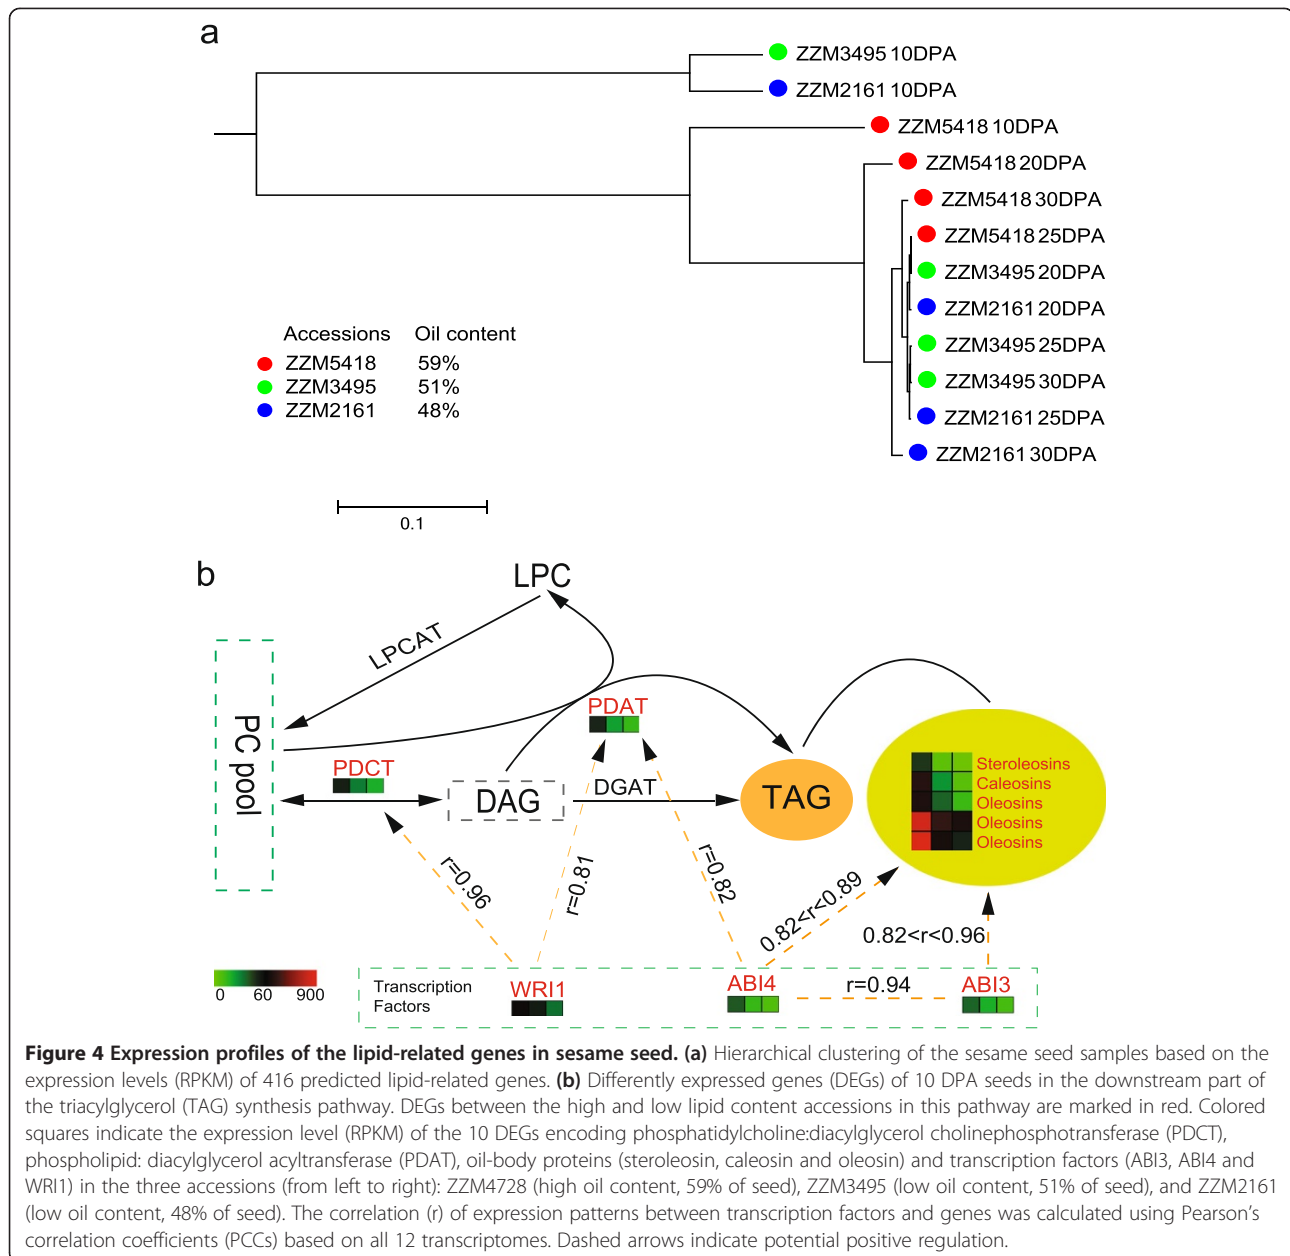 a
ZZM3495 10DPA
ZZM2161 10DPA
ZZM5418 10DPA
ZZM5418 20DPA
ZZM5418 30DPA
ZZM5418 25DPA
ZZM3495 20DPA
ZZM2161 20DPA
ZZM3495 25DPA
ZZM3495 30DPA
ZZM2161 25DPA
ZZM2161 30DPA
Accessions Oil content
ZZM5418 59%
ZZM3495 51%
ZZM2161 48%
0.1
b
LPC
LPCAT
PC pool
PDAT
PDCT
DAG
DGAT
TAG
Steroleosins
Caleosins
Oleosins
Oleosins
Oleosins
r=0.96
r=0.81
r=0.82
0.82<r<0.89
0.82<r<0.96
0 60 900
Transcription
Factors
WRI1
ABI4
r=0.94
ABI3
Figure 4 Expression profiles of the lipid-related genes in sesame seed. (a) Hierarchical clustering of the sesame seed samples based on the
expression levels (RPKM) of 416 predicted lipid-related genes. (b) Differently expressed genes (DEGs) of 10 DPA seeds in the downstream part of
the triacylglycerol (TAG) synthesis pathway. DEGs between the high and low lipid content accessions in this pathway are marked in red. Colored
squares indicate the expression level (RPKM) of the 10 DEGs encoding phosphatidylcholine:diacylglycerol cholinephosphotransferase (PDCT),
phospholipid: diacylglycerol acyltransferase (PDAT), oil-body proteins (steroleosin, caleosin and oleosin) and transcription factors (ABI3, ABI4 and
WRI1) in the three accessions (from left to right): ZZM4728 (high oil content, 59% of seed), ZZM3495 (low oil content, 51% of seed), and ZZM2161
(low oil content, 48% of seed). The correlation (r) of expression patterns between transcription factors and genes was calculated using Pearson's
correlation coefficients (PCCs) based on all 12 transcriptomes. Dashed arrows indicate potential positive regulation.